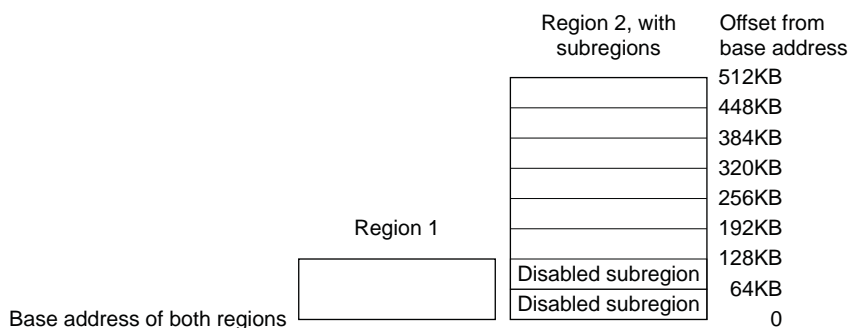 Region 2, with
subregions
Offset from
base address
512KB
448KB
384KB
320KB
256KB
Region 1
192KB
128KB
Disabled subregion
64KB
Disabled subregion
Base address of both regions
0